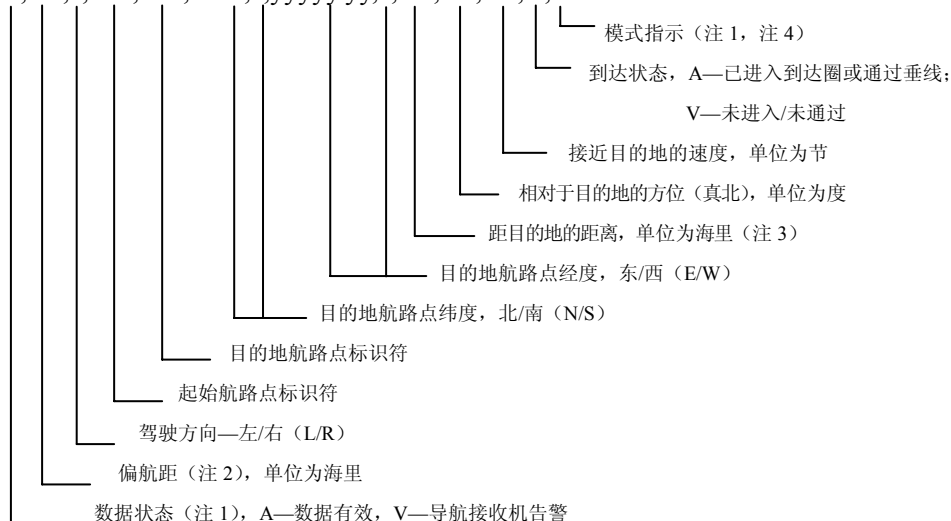 模式指示（注 1，注 4）
到达状态，A—已进入到达圈或通过垂线；
V—未进入/未通过
接近目的地的速度，单位为节
相对于目的地的方位（真北），单位为度
距目的地的距离，单位为海里（注 3）
目的地航路点经度，东/西（E/W）
目的地航路点纬度，北/南（N/S）
目的地航路点标识符
起始航路点标识符
驾驶方向—左/右（L/R）
偏航距（注 2），单位为海里
数据状态（注 1），A—数据有效，V—导航接收机告警